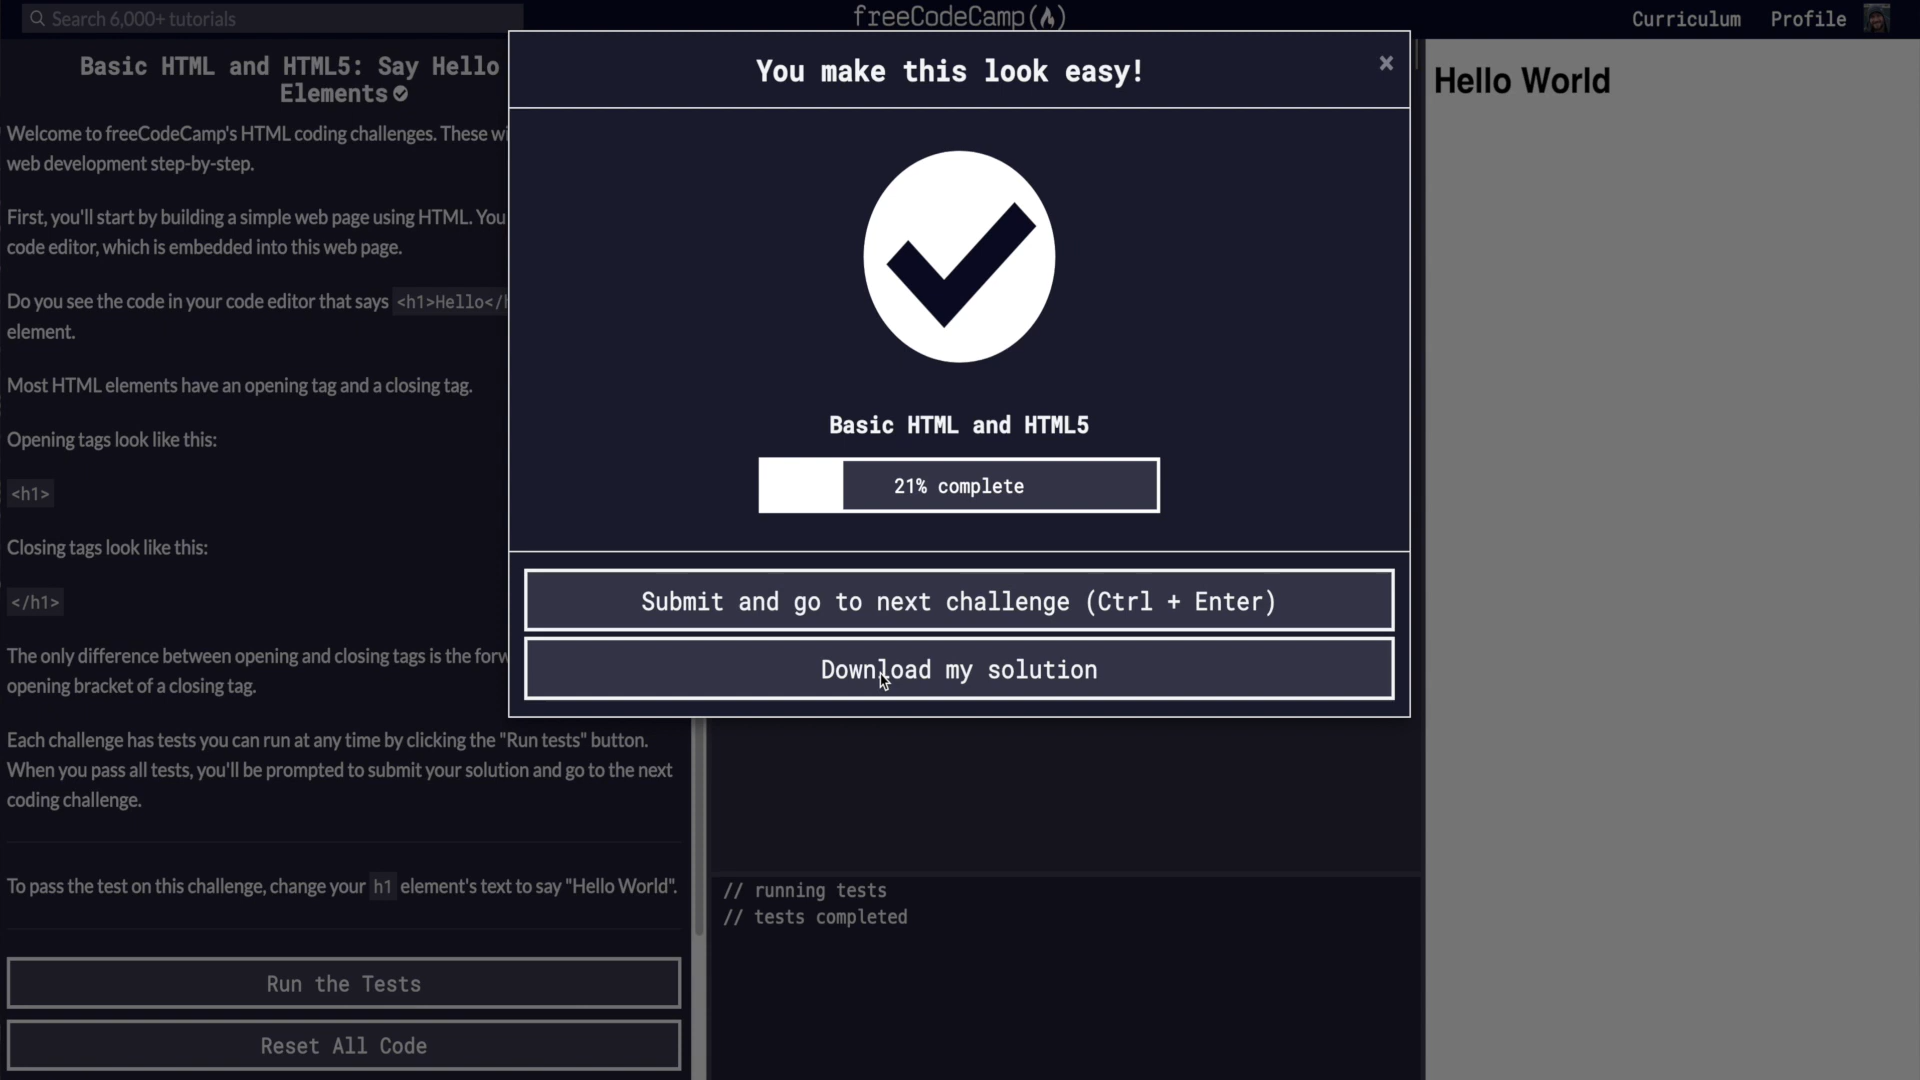 Search 6,000+ tutorials
freeCodeCamp
Curriculum
Profile
Basic HTML and HTML5: Say Hello
Elements
Welcome to freeCodeCamp's HTML coding challenges. These
web development step-by-step.
First, you'll start by building a simple web page using HTML. You
code editor, which is embedded into this web page.
Do you see the code in your code editor that says <h1>Hello</
element.
Most HTML elements have an opening tag and a closing tag.
Opening tags look like this:
<h1>
Closing tags look like this:
</h1>
The only difference between opening and closing tags is the
opening bracket of a closing tag.
Each challenge has tests you can run at any time by clicking the "Run tests" button.
When you pass all tests, you'll be prompted to submit your solution and go to the next
coding challenge.
To pass the test on this challenge, change your h1 element's text to say "Hello World".
Run the Tests
Reset All Code
You make this look easy!
×
Basic HTML and HTML5
21% complete
Submit and go to next challenge (Ctrl + Enter)
Download my solution
// running tests
// tests completed
Hello World